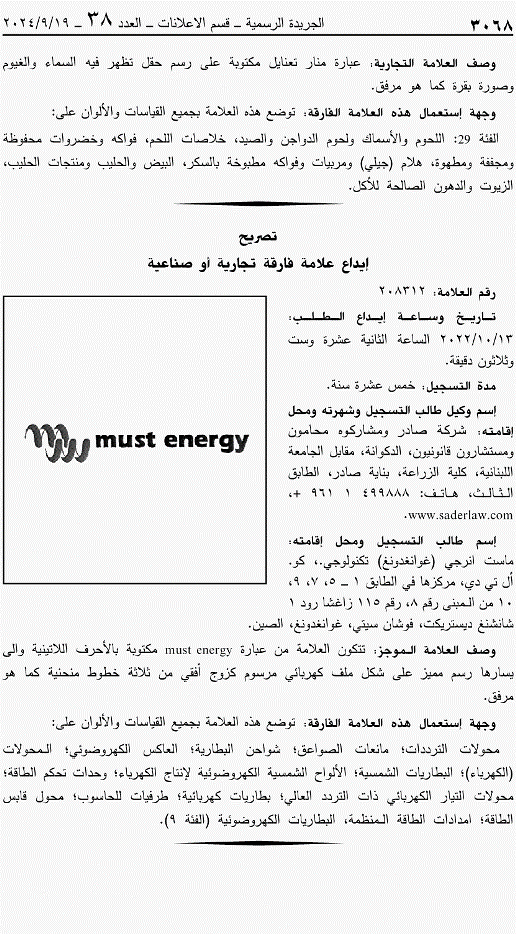 ٣٠٦٨
الجريدة الرسمية – قسم الاعلانات – العدد ٣٨ – ٢٠٢٤/٩/١٩
وصف العلامة التجارية: عبارة منار تعنايل مكتوبة على رسم حقل تظهر فيه السماء والغيوم
وصورة بقرة كما هو مرفق.
وجهة إستعمال هذه العلامة الفارقة: توضع هذه العلامة بجميع القياسات والألوان على:
الفئة 29: اللحوم والأسماك ولحوم الدواجن والصيد، خلاصات اللحم، فواكه وخضروات محفوظة
ومجففة ومطهوة، هلام (جيلي) ومربيات وفواكه مطبوخة بالسكر، البيض والحليب ومنتجات الحليب،
الزيوت والدهون الصالحة للأكل.
تصريح
إيداع علامة فارقة تجارية أو صناعية
رقم العلامة: ٢٠٨٣١٢
تـاريـخ وسـاعـة إيـداع الـطـلـب:
٢٠٢٢/١٠/١٣ الساعة الثانية عشرة وست
وثلاثون دقيقة.
مدة التسجيل: خمس عشرة سنة.
إسم وكيل طالب التسجيل وشهرته ومحل
إقامته: شركة صادر ومشاركوه محامون
ومستشارون قانونيون، الدكوانة، مقابل الجامعة
اللبنانية، كلية الزراعة، بناية صادر، الطابق
الـثـالـث، هـاتـف: ٤٩٩٨٨٨ ١ ٩٦١ +،
www.saderlaw.com.
إسم طالب التسجيل ومحل إقامته:
ماست انرجي (غوانغدونغ) تكنولوجي.، كو.
أل تي دي، مركزها في الطابق ١ – ٥، ٧، ٩،
١٠ من المبنى رقم ٨، رقم ١١٥ زاغشا رود ١
شانشنغ ديستريكت، فوشان سيتي، غوانغدونغ، الصين.
must energy
وصف العلامة الموجز: تتكون العلامة من عبارة must energy مكتوبة بالأحرف اللاتينية والى
يسارها رسم مميز على شكل ملف كهربائي مرسوم كزوج أفقي من ثلاثة خطوط منحنية كما هو
مرفق.
وجهة إستعمال هذه العلامة الفارقة: توضع هذه العلامة بجميع القياسات والألوان على:
محولات الترددات؛ مانعات الصواعق؛ شواحن البطارية؛ العاكس الكهروضوئي؛ المحولات
(الكهرباء)؛ البطاريات الشمسية؛ الألواح الشمسية الكهروضوئية لإنتاج الكهرباء؛ وحدات تحكم الطاقة؛
محولات التيار الكهربائي ذات التردد العالي؛ بطاريات كهربائية؛ طرفيات للحاسوب؛ محول قابس
الطاقة؛ امدادات الطاقة المنظمة، البطاريات الكهروضوئية (الفئة ٩).